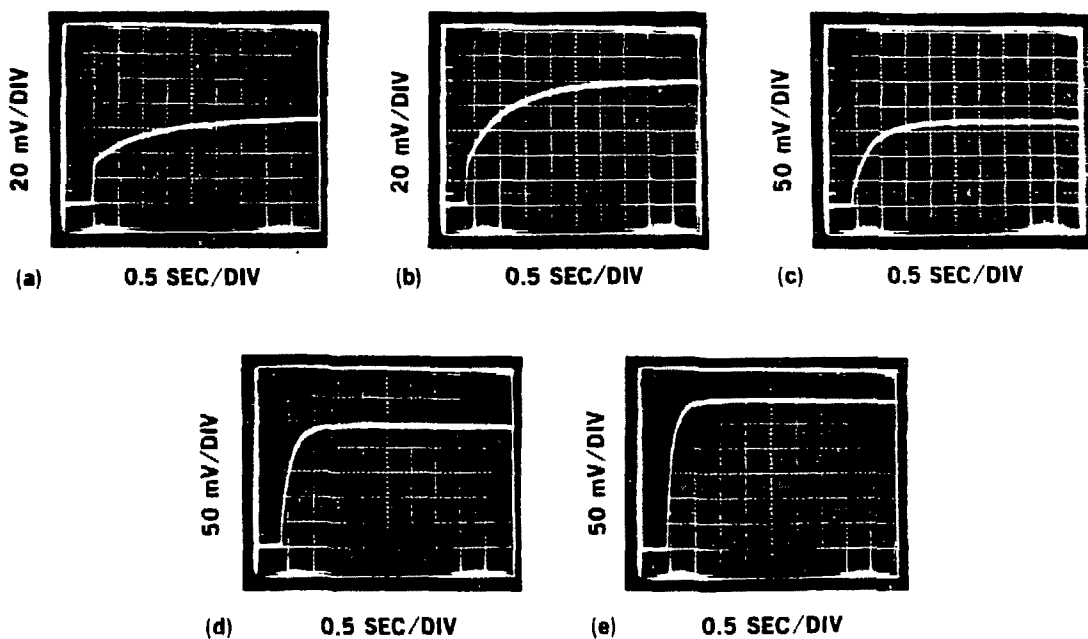 20 mV/DIV
20 mV/DIV
50 mV/DIV
(a) 0.5 SEC/DIV
(b) 0.5 SEC/DIV
(c) 0.5 SEC/DIV
50 mV/DIV
50 mV/DIV
(d) 0.5 SEC/DIV
(e) 0.5 SEC/DIV